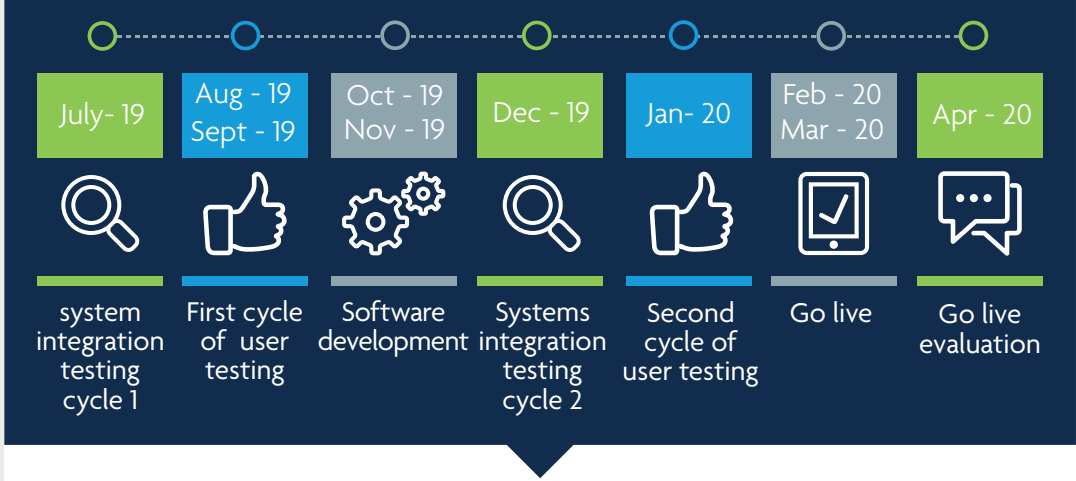 July- 19
Aug - 19
Sept - 19
Oct - 19
Nov - 19
Dec - 19
Jan- 20
Feb - 20
Mar - 20
Apr - 20
system
integration
testing
cycle 1
First cycle
of user
testing
Software
development
Systems
integration
testing
cycle 2
Second
cycle of
user testing
Go live
Go live
evaluation